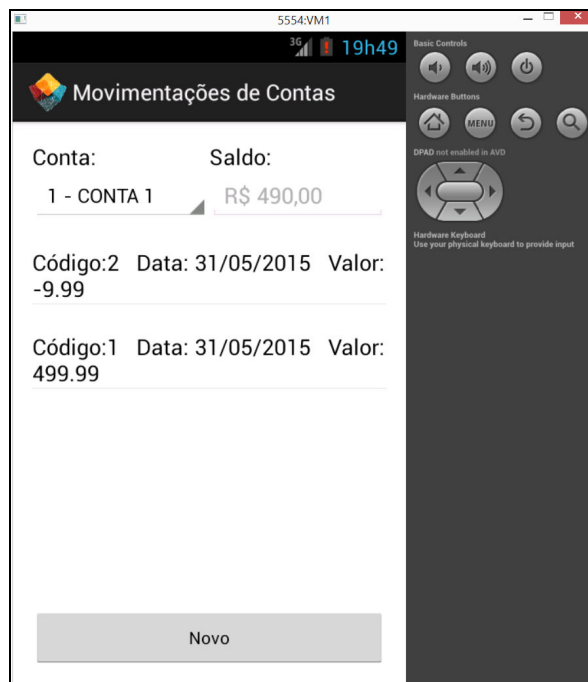 5554:VM1
3G 19h49
Movimentações de Contas
Conta: Saldo:
1 - CONTA 1 R$ 490,00
Código:2 Data: 31/05/2015 Valor:
-9.99
Código:1 Data: 31/05/2015 Valor:
499.99
Novo
Basic Controls
Hardware Buttons
MENU
DPAD not enabled in AVD
Hardware Keyboard
Use your physical keyboard to provide input